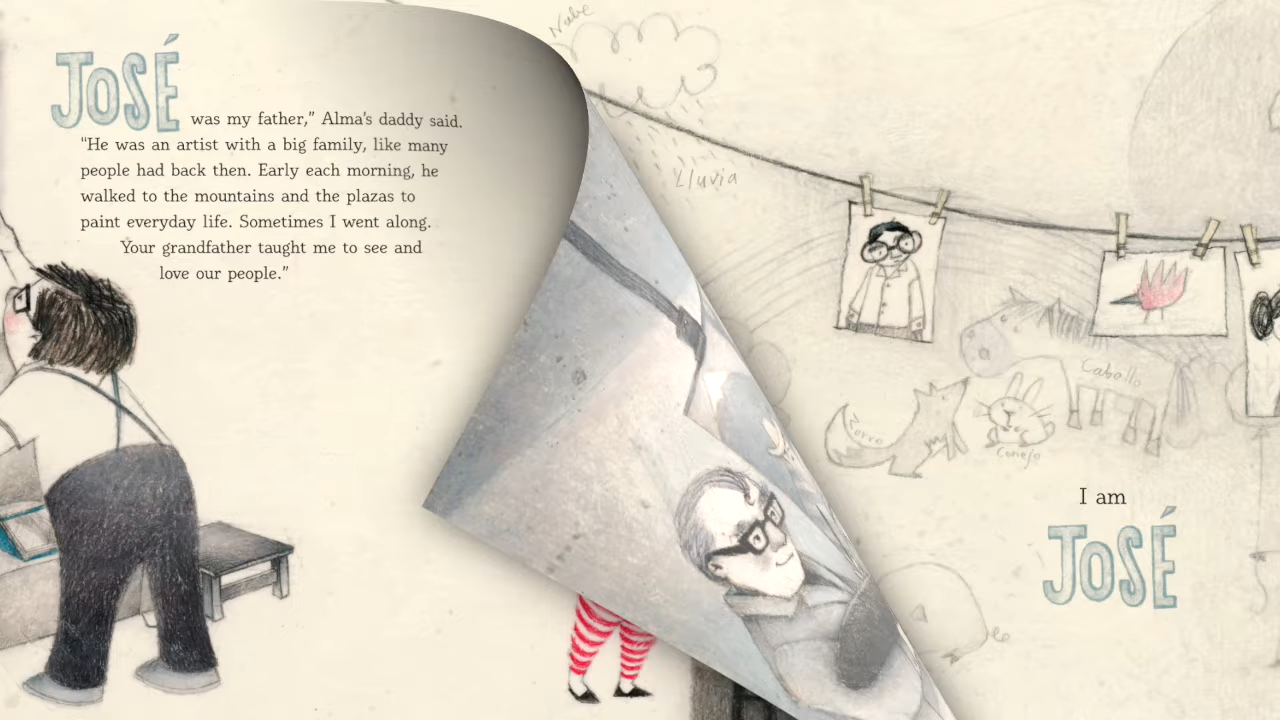 JOSÉ was my father,” Alma’s daddy said.
“He was an artist with a big family, like many
people had back then. Early each morning, he
walked to the mountains and the plazas to
paint everyday life. Sometimes I went along.
Your grandfather taught me to see and
love our people.”
Nube
Lluvia
Caballo
Zorro
Conejo
I am
JOSÉ